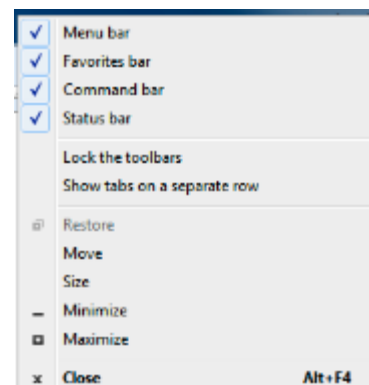 Menu bar
Favorites bar
Command bar
Status bar
Lock the toolbars
Show tabs on a separate row
Restore
Move
Size
Minimize
Maximize
Close Alt+F4